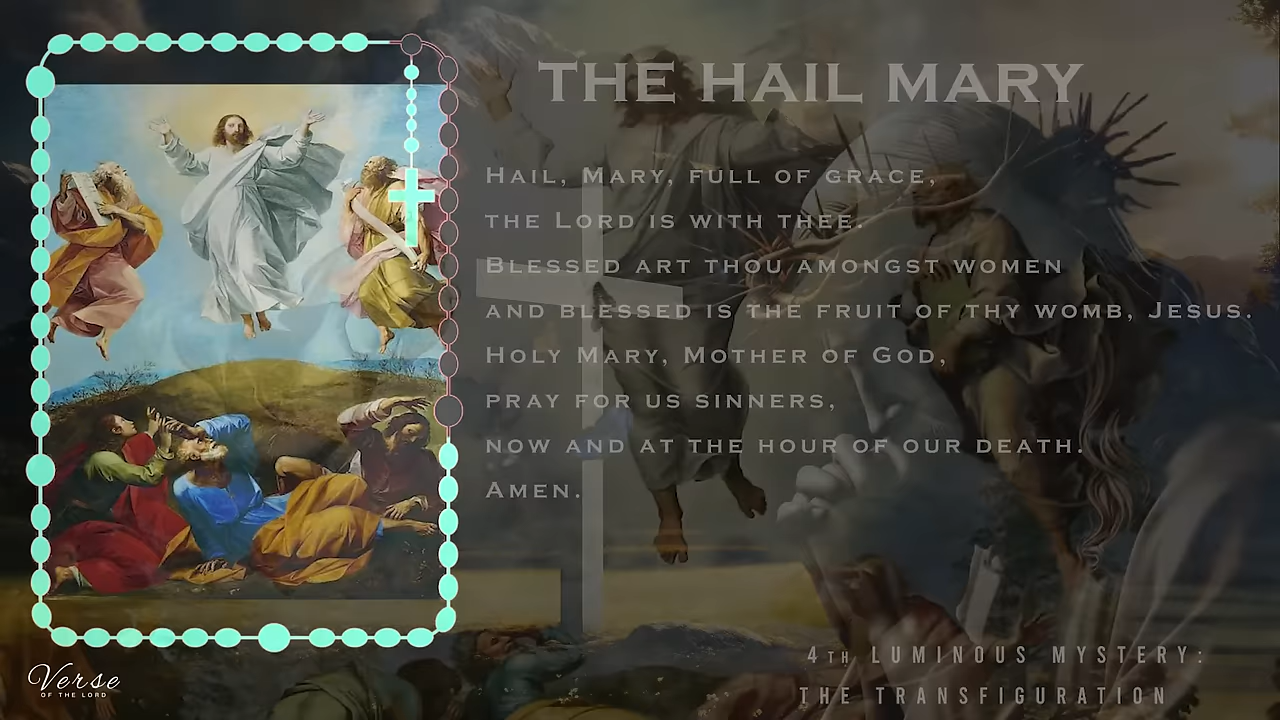 THE HAIL MARY
HAIL, MARY, FULL OF GRACE,
THE LORD IS WITH THEE.
BLESSED ART THOU AMONGST WOMEN
AND BLESSED IS THE FRUIT OF THY WOMB, JESUS.
HOLY MARY, MOTHER OF GOD,
PRAY FOR US SINNERS,
NOW AND AT THE HOUR OF OUR DEATH.
AMEN.
4TH LUMINOUS MYSTERY:
THE TRANSFIGURATION
Verse
OF THE LORD